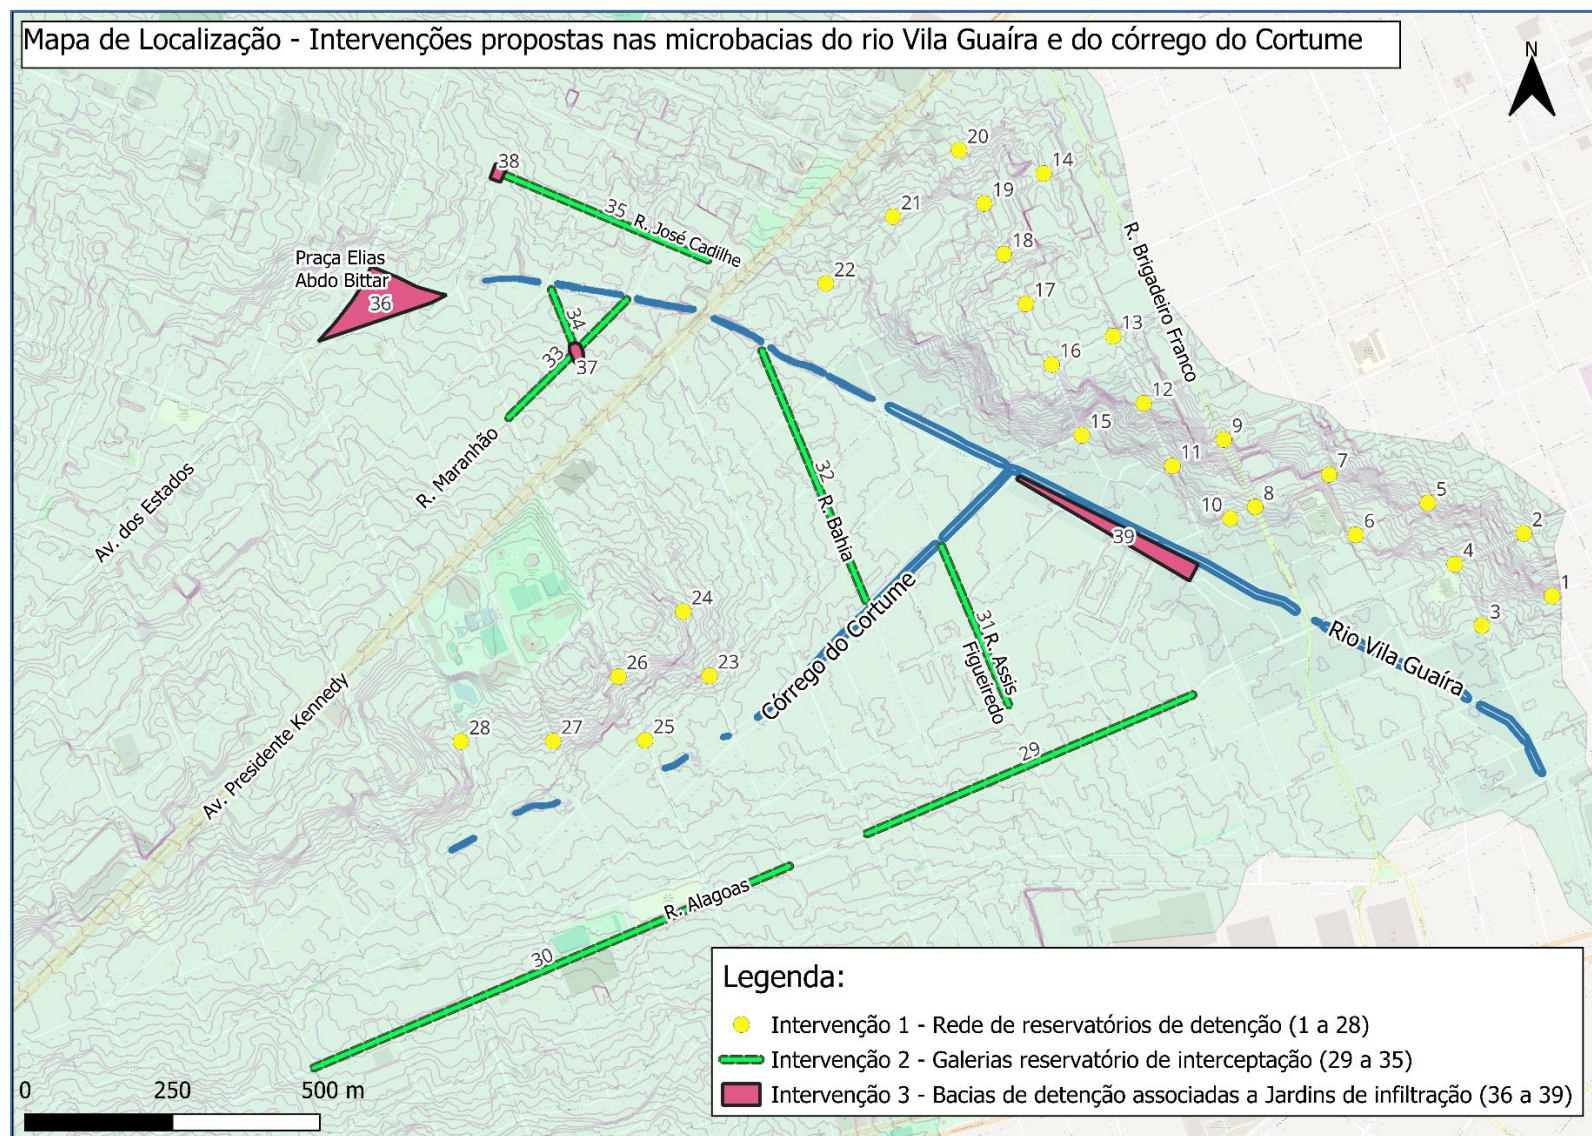 Mapa de Localização - Intervenções propostas nas microbacias do rio Vila Guaíra e do córrego do Cortume
N
20
14
38
19
21
35
R. José Cadilhe
R. Brigadeiro Franco
18
Praça Elias
Abdo Bittar
36
22
17
34
13
33
37
16
12
15
9
R. Maranhão
11
7
32
R. Bahia
Av. dos Estados
10
8
5
39
6
2
4
1
24
Córrego do Cortume
31
R. Assis
Figueiredo
3
Rio Vila Guaíra
26
23
Av. Presidente Kennedy
28
27
25
29
R. Alagoas
30
Legenda:
Intervenção 1 - Rede de reservatórios de detenção (1 a 28)
Intervenção 2 - Galerias reservatório de interceptação (29 a 35)
Intervenção 3 - Bacias de detenção associadas a Jardins de infiltração (36 a 39)
0 250 500 m